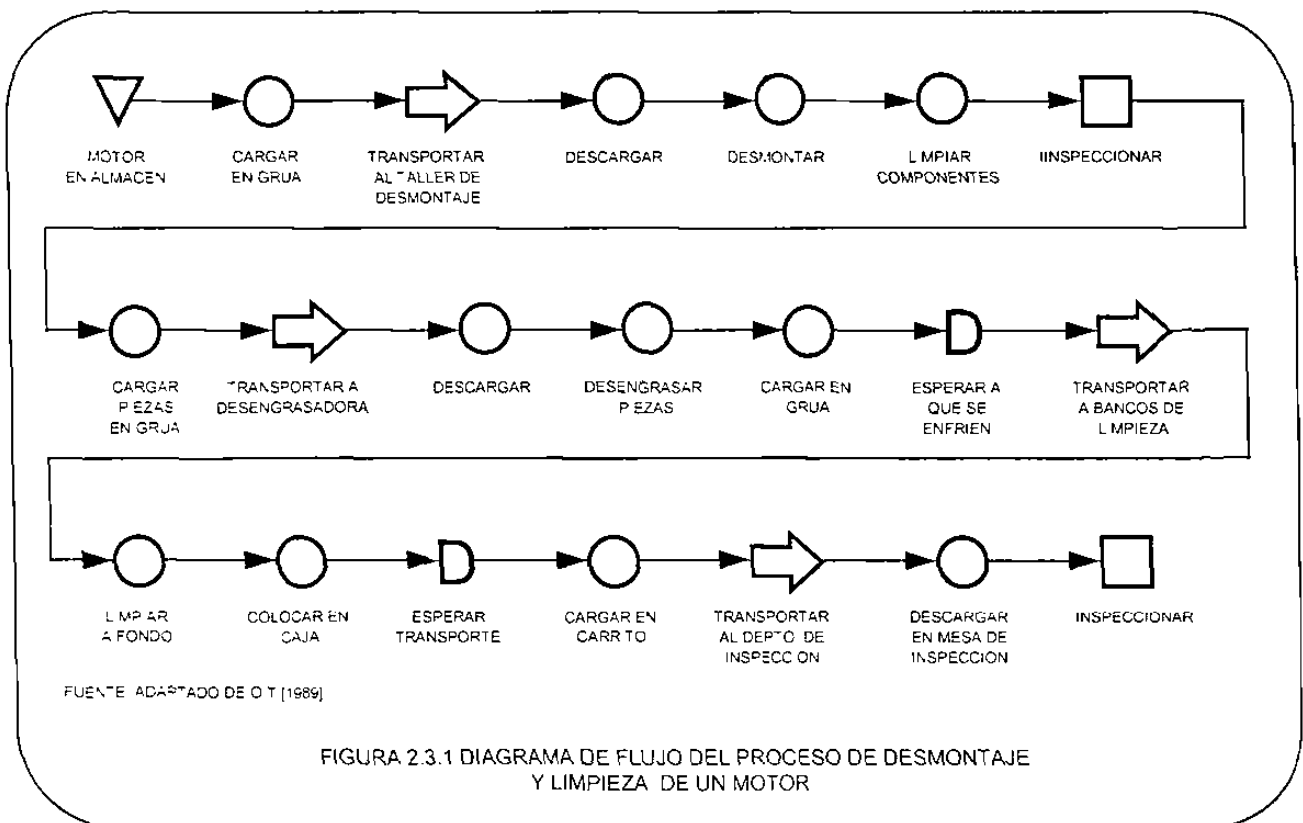 MOTOR
EN ALMACEN
CARGAR
EN GRUA
TRANSPORTAR
AL TALLER DE
DESMONTAJE
DESCARGAR
DESMONTAR
LIMPIAR
COMPONENTES
IINSPECCIONAR
CARGAR
PIEZAS
EN GRUA
TRANSPORTAR A
DESENGRASADORA
DESCARGAR
DESENGRASAR
PIEZAS
CARGAR EN
GRUA
ESPERAR A
QUE SE
ENFRIEN
TRANSPORTAR
A BANCOS DE
LIMPIEZA
LIMPIAR
A FONDO
COLOCAR EN
CAJA
ESPERAR
TRANSPORTE
CARGAR EN
CARRITO
TRANSPORTAR
AL DEPTO. DE
INSPECCION
DESCARGAR
EN MESA DE
INSPECCION
INSPECCIONAR
FUENTE: ADAPTADO DE O I T [1989]
FIGURA 2.3.1 DIAGRAMA DE FLUJO DEL PROCESO DE DESMONTAJE
Y LIMPIEZA DE UN MOTOR